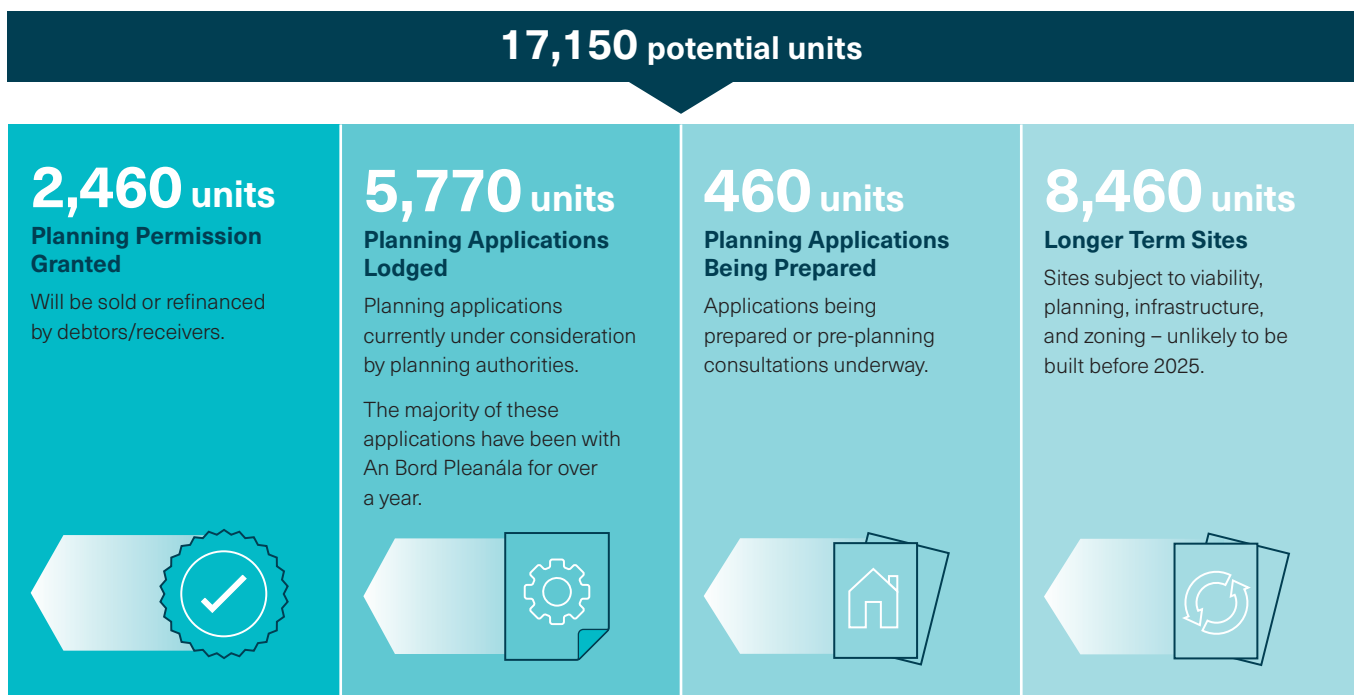 17,150 potential units
2,460 units
Planning Permission
Granted
Will be sold or refinanced
by debtors/receivers.
5,770 units
Planning Applications
Lodged
Planning applications
currently under consideration
by planning authorities.
The majority of these
applications have been with
An Bord Pleanála for over
a year.
460 units
Planning Applications
Being Prepared
Applications being
prepared or pre-planning
consultations underway.
8,460 units
Longer Term Sites
Sites subject to viability,
planning, infrastructure,
and zoning – unlikely to be
built before 2025.